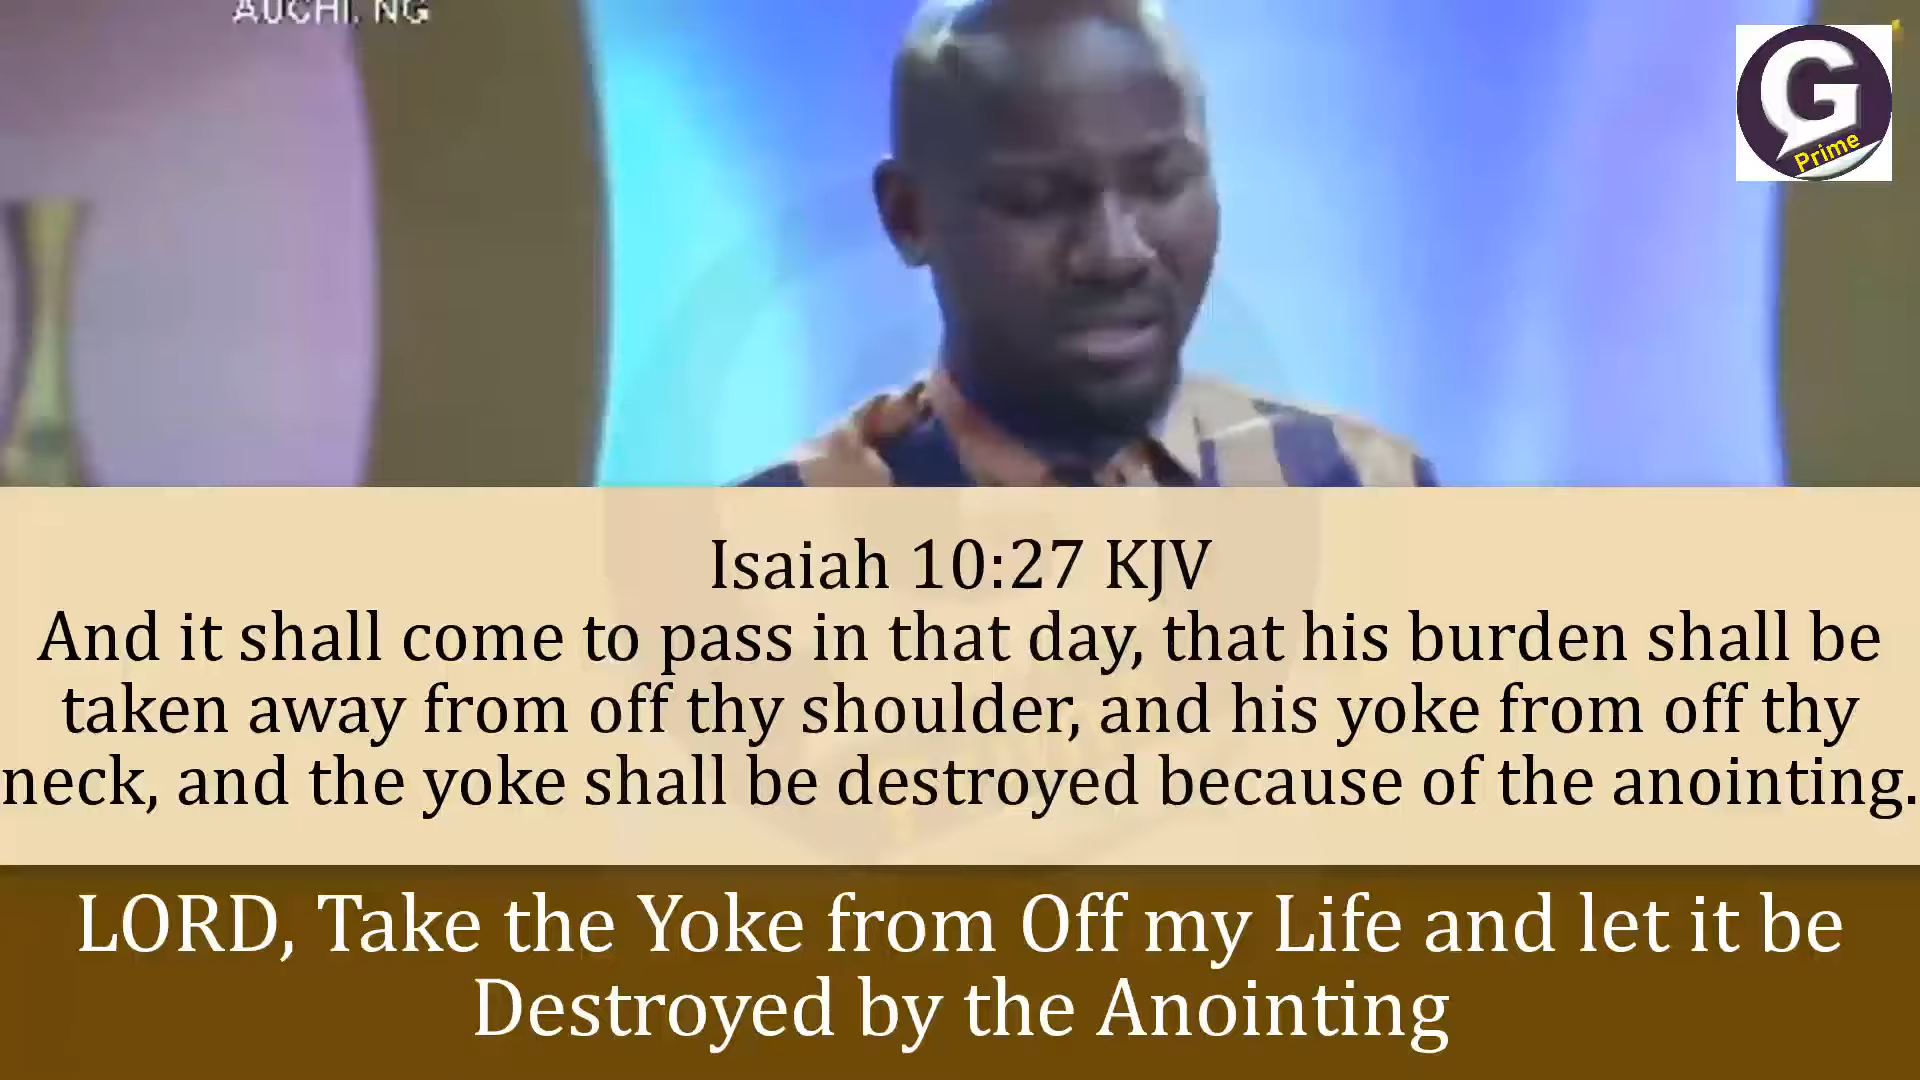 AUCHI, NG
G
Prime
Isaiah 10:27 KJV
And it shall come to pass in that day, that his burden shall be
taken away from off thy shoulder, and his yoke from off thy
neck, and the yoke shall be destroyed because of the anointing.
LORD, Take the Yoke from Off my Life and let it be
Destroyed by the Anointing